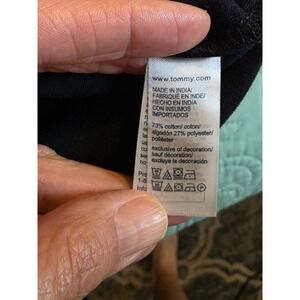 www.tommy.com
MADE IN INDIA/
FABRIQUÉ EN INDE/
HECHO EN INDIA
CON INSUMOS
IMPORTADOS
73% cotton/coton/
algodón 27% polyester/
poliéster
exclusive of decoration/
sauf décoration/
excluye la decoración